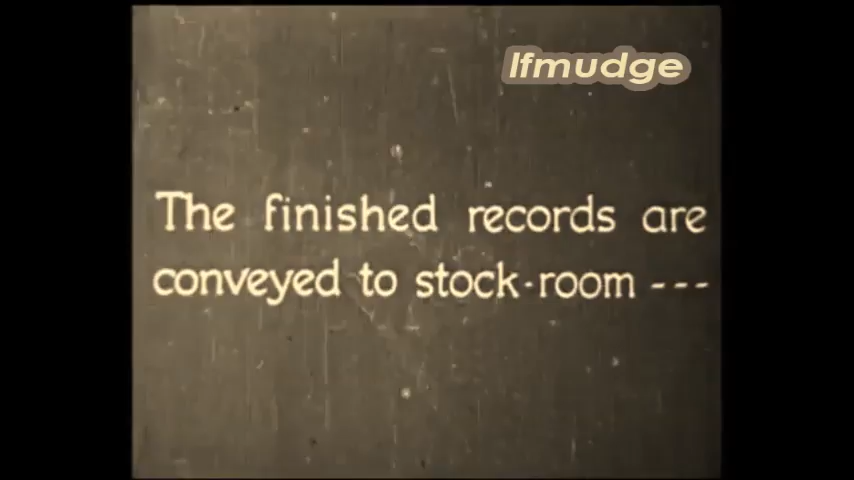 lfmudge
The finished records are
conveyed to stock-room ---